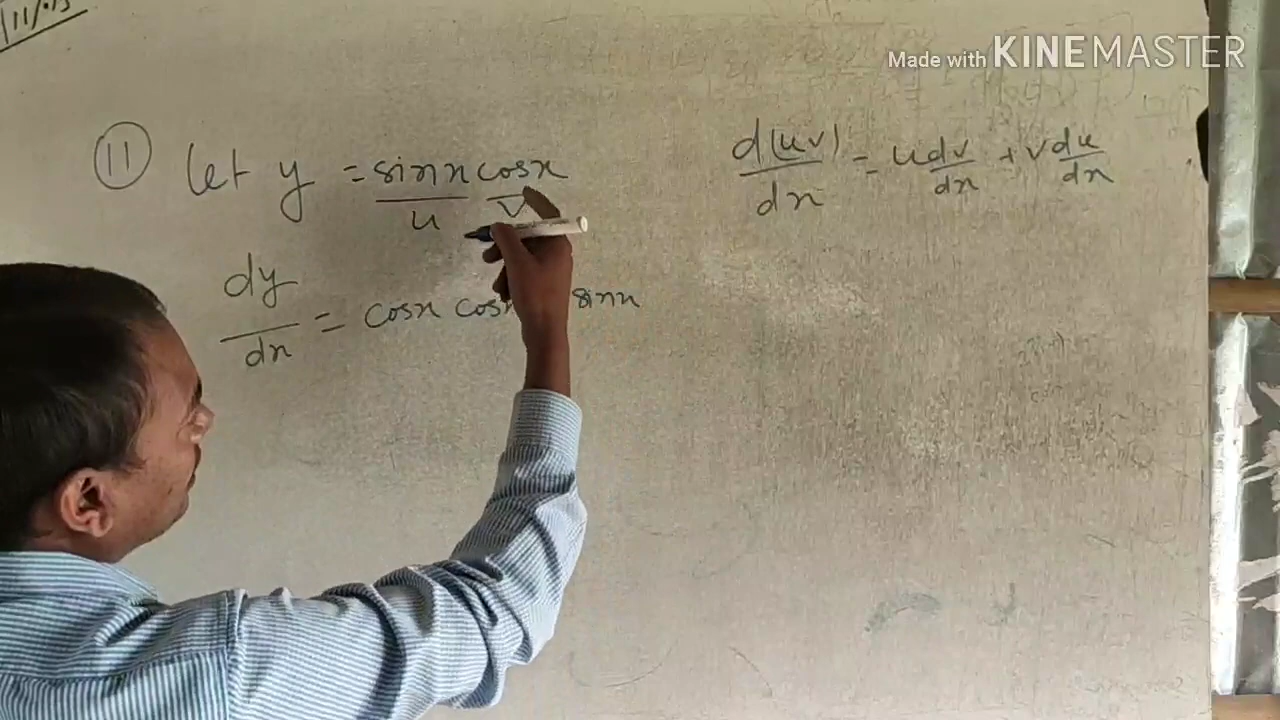 Made with KINEMASTER
11 Let y = sinx cosx
u v
d(uv)/dx = u dv/dx + v du/dx
dy/dx = cosx cosx sinx